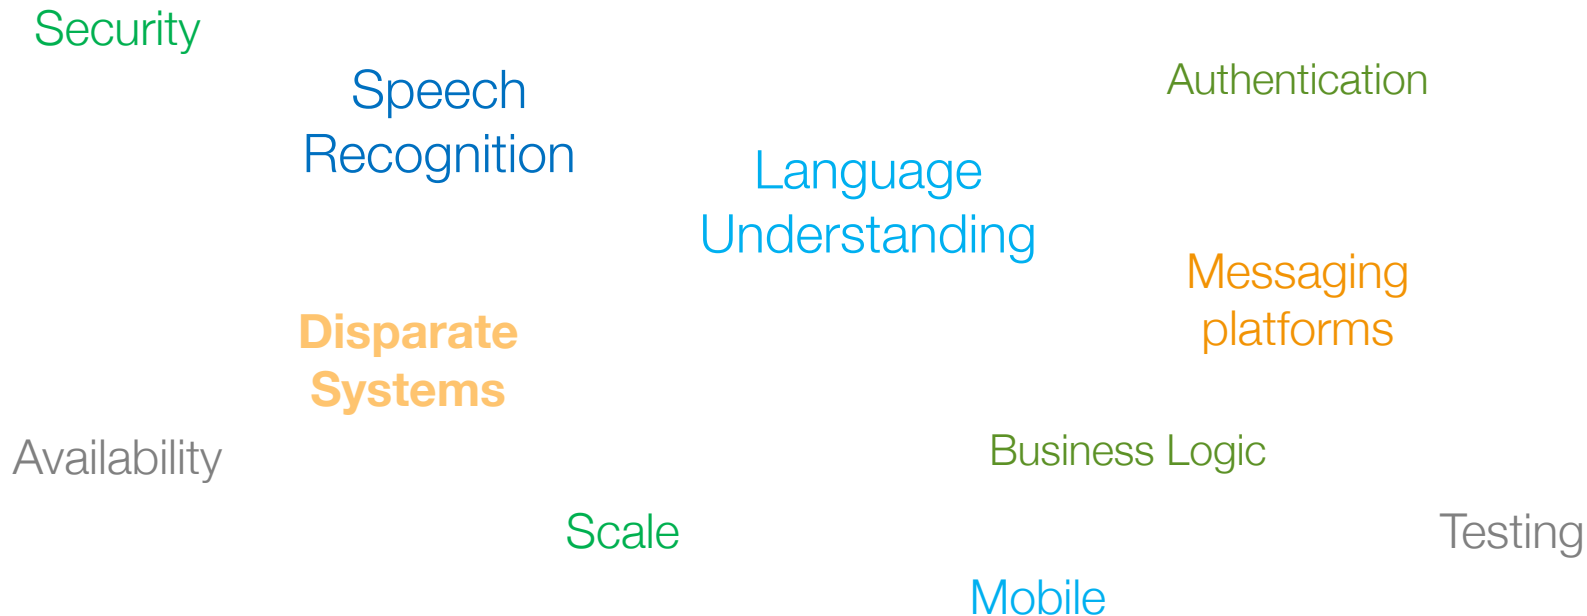 Security
Speech
Recognition
Authentication
Language
Understanding
Messaging
platforms
Disparate
Systems
Availability
Business Logic
Scale
Testing
Mobile